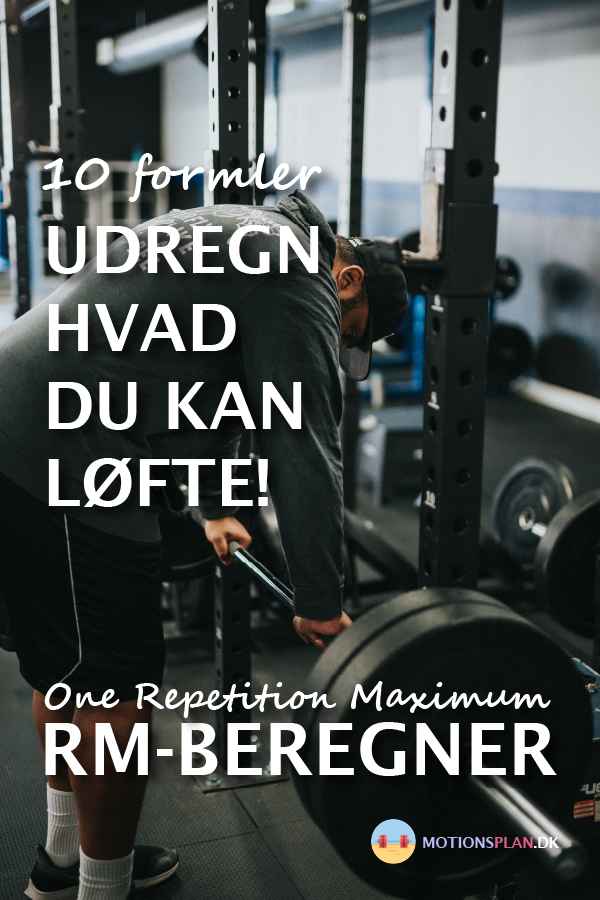 10 formler
UDREGN
HVAD
DU KAN
LØFTE!
One Repetition Maximum
RM-BEREGNER
MOTIONSPLAN.DK